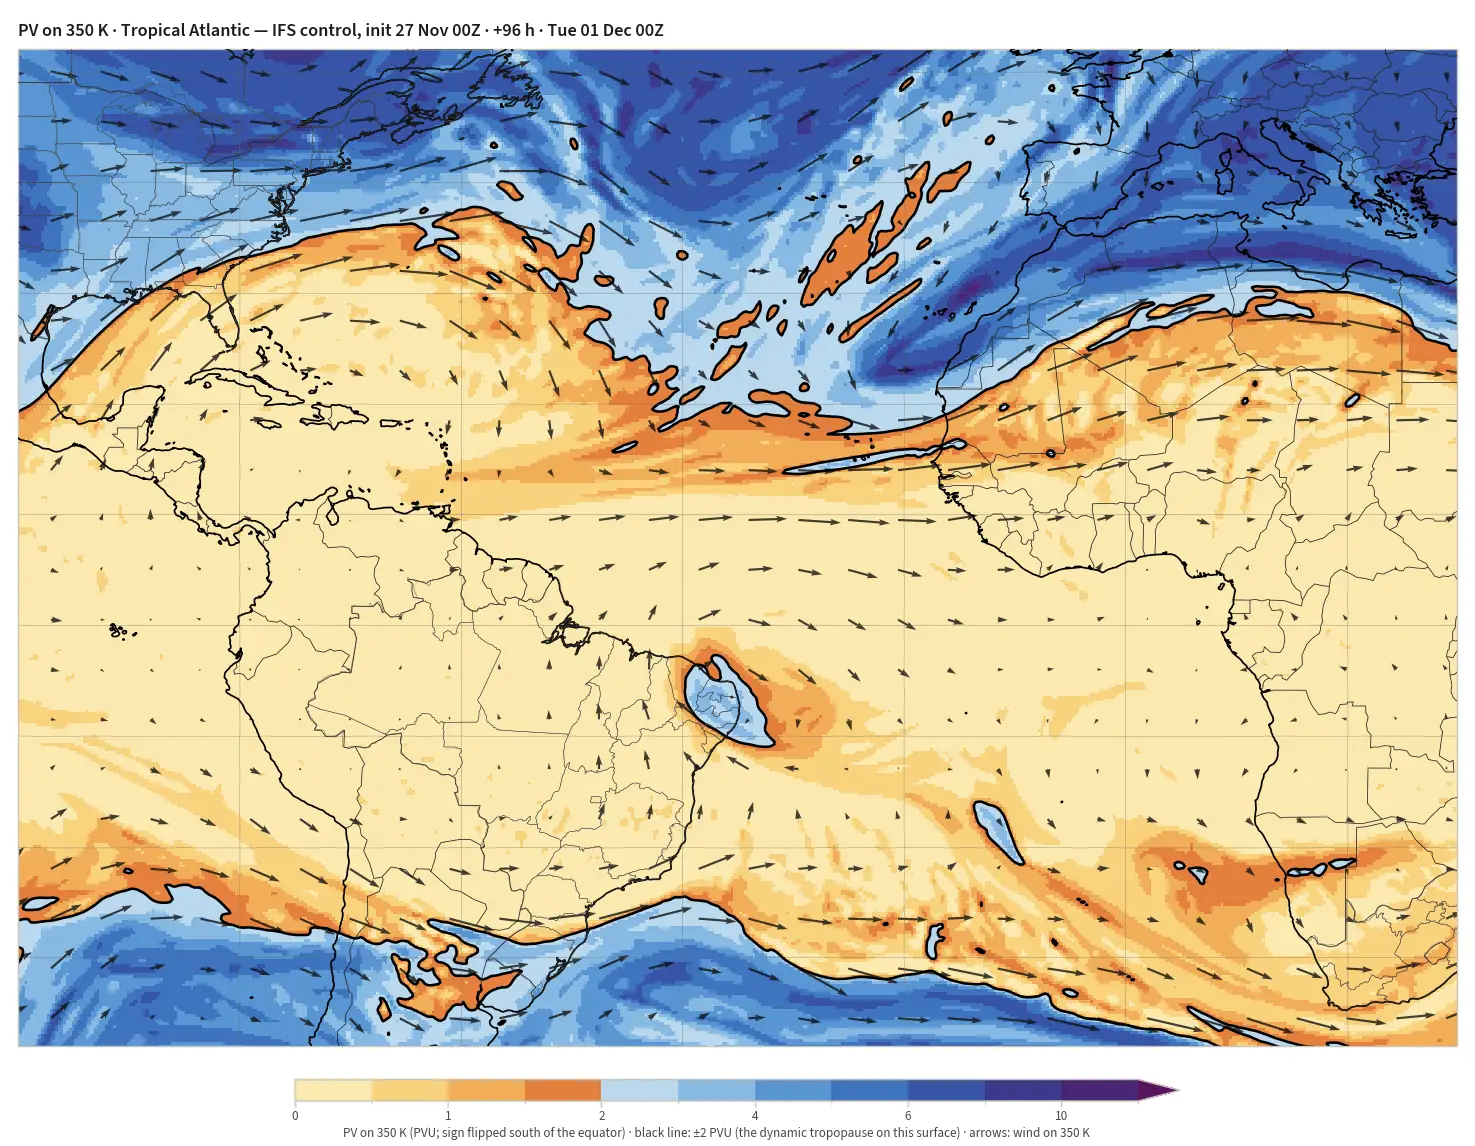 PV on 350 K · Tropical Atlantic — IFS control, init 27 Nov 00Z · +96 h · Tue 01 Dec 00Z
0 1 2 4 6 8 10
PV on 350 K (PVU; sign flipped south of the equator) · black line: ±2 PVU (the dynamic tropopause on this surface) · arrows: wind on 350 K